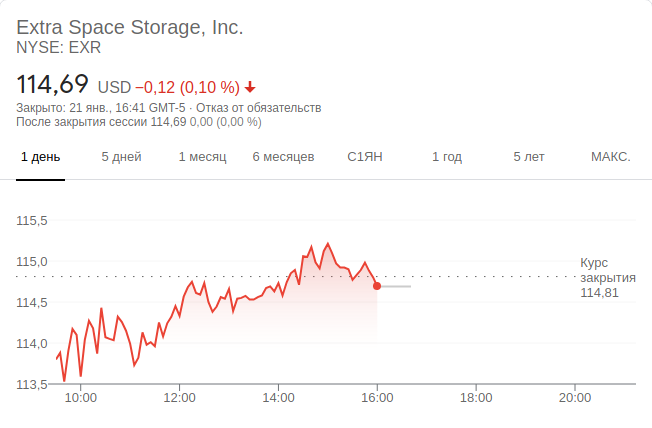 Extra Space Storage, Inc.
NYSE: EXR
114,69 USD −0,12 (0,10 %)
Закрыто: 21 янв., 16:41 GMT-5 · Отказ от обязательств
После закрытия сессии 114,69 0,00 (0,00 %)
1 день 5 дней 1 месяц 6 месяцев С1ЯН 1 год 5 лет МАКС.
115,5
115,0
Курс
закрытия
114,81
114,5
114,0
113,5
10:00 12:00 14:00 16:00 18:00 20:00